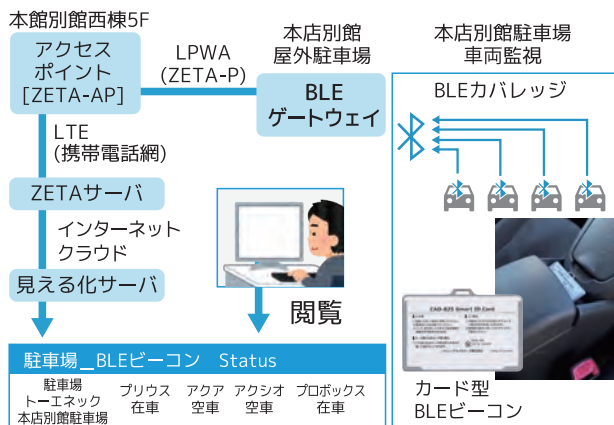 本館別館西棟5F
アクセス
ポイント
[ZETA-AP]
LPWA
(ZETA-P)
本店別館
屋外駐車場
BLE
ゲートウェイ
LTE
(携帯電話網)
ZETAサーバ
インターネット
クラウド
見える化サーバ
閲覧
本店別館駐車場
車両監視
BLEカバレッジ
CAD-825 Smart ID Card
カード型
BLEビーコン
駐車場_BLEビーコン Status
駐車場
トーエネック
本店別館駐車場
プリウス
在車
アクア
空車
アクシオ
空車
プロボックス
在車